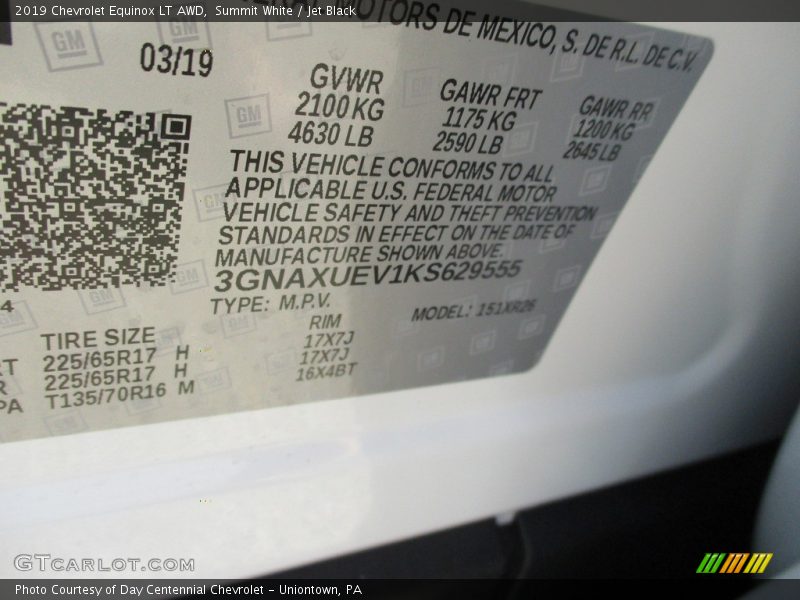 2019 Chevrolet Equinox LT AWD,  Summit White / Jet Black
MOTORS DE MEXICO, S. DE R.L. DE C.V.
03/19
GVWR GAWR FRT GAWR RR
2100 KG 1175 KG 1200 KG
4630 LB 2590 LB 2645 LB
THIS VEHICLE CONFORMS TO ALL
APPLICABLE U.S. FEDERAL MOTOR
VEHICLE SAFETY AND THEFT PREVENTION
STANDARDS IN EFFECT ON THE DATE OF
MANUFACTURE SHOWN ABOVE.
3GNAXUEV1KS629555
TYPE: M.P.V. MODEL: 151XR26
4
TIRE SIZE RIM
225/65R17 H 17X7J
225/65R17 H 17X7J
T135/70R16 M 16X4BT
GM
GTCARLOT.COM
Photo Courtesy of Day Centennial Chevrolet - Uniontown, PA